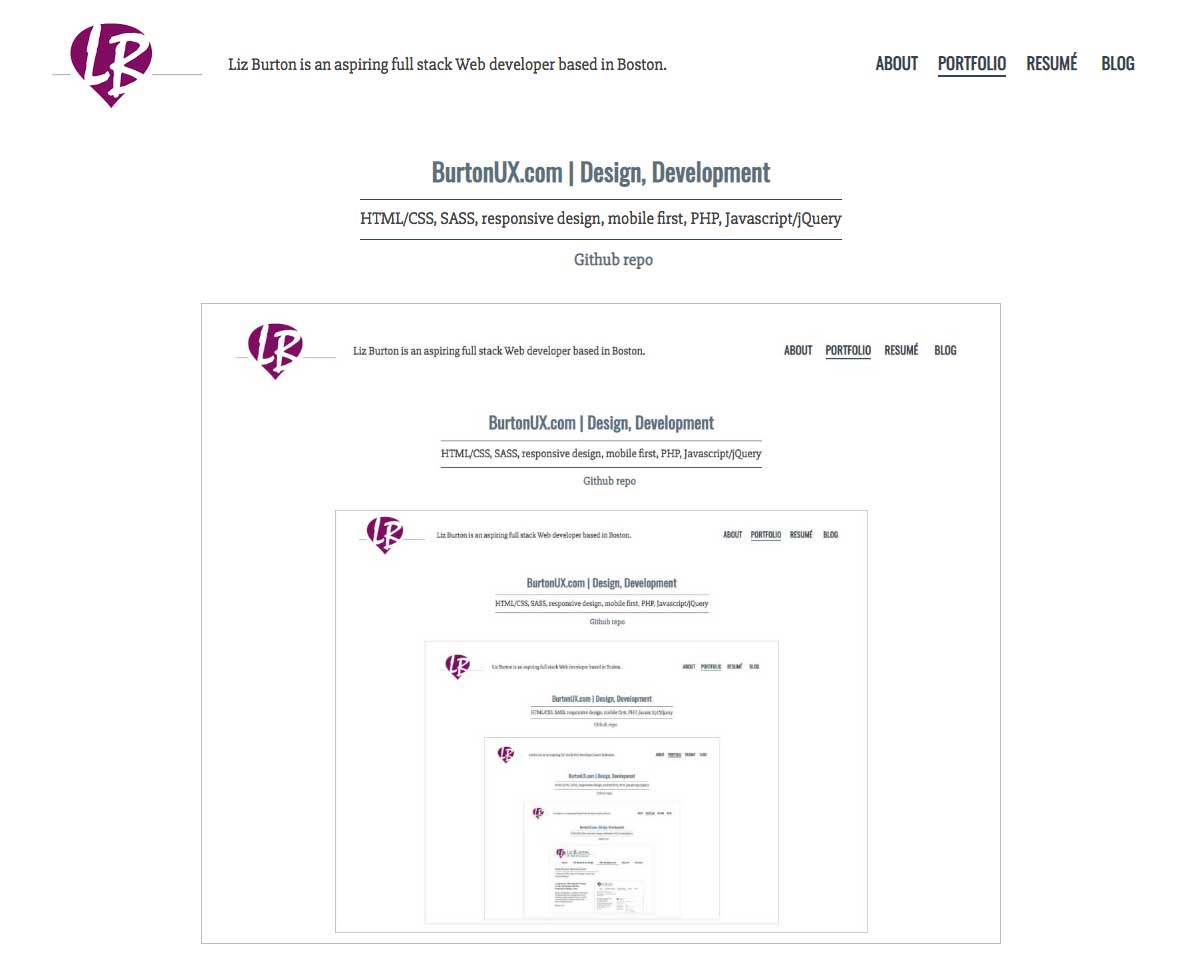 LB
Liz Burton is an aspiring full stack Web developer based in Boston.
ABOUT PORTFOLIO RESUMÉ BLOG
BurtonUX.com | Design, Development
HTML/CSS, SASS, responsive design, mobile first, PHP, Javascript/jQuery
Github repo
LB
Liz Burton is an aspiring full stack Web developer based in Boston.
ABOUT PORTFOLIO RESUMÉ BLOG
BurtonUX.com | Design, Development
HTML/CSS, SASS, responsive design, mobile first, PHP, Javascript/jQuery
Github repo
LB
Liz Burton is an aspiring full stack Web developer based in Boston.
ABOUT PORTFOLIO RESUMÉ BLOG
BurtonUX.com | Design, Development
HTML/CSS, SASS, responsive design, mobile first, PHP, Javascript/jQuery
Github repo
LB
Liz Burton is an aspiring full stack Web developer based in Boston.
ABOUT PORTFOLIO RESUMÉ BLOG
BurtonUX.com | Design, Development
HTML/CSS, SASS, responsive design, mobile first, PHP, Javascript/jQuery
Github repo
LB
ABOUT PORTFOLIO RESUMÉ BLOG
BurtonUX.com | Design, Development
LB